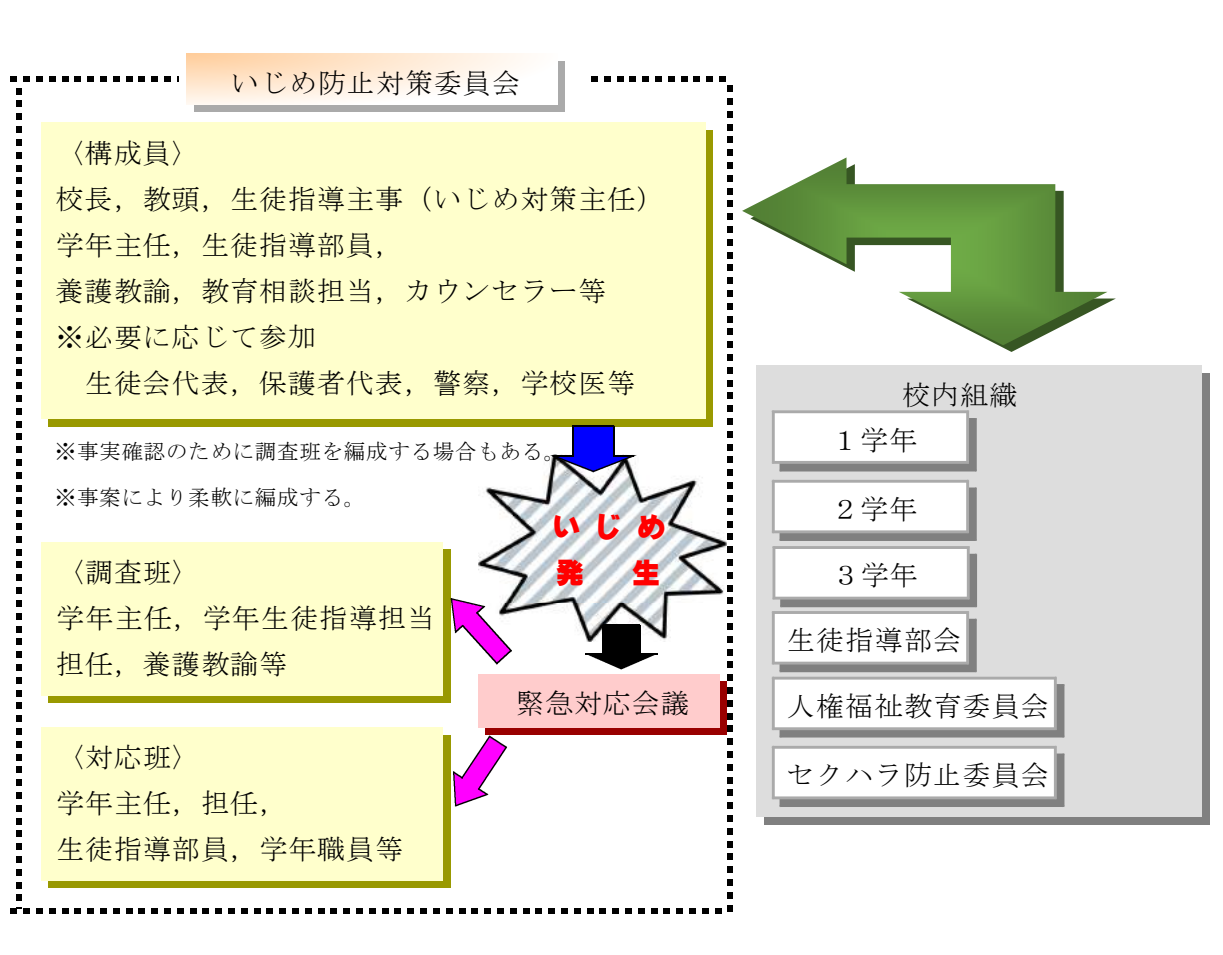 いじめ防止対策委員会
〈構成員〉
校長，教頭，生徒指導主事（いじめ対策主任）
学年主任，生徒指導部員，
養護教諭，教育相談担当，カウンセラー等
※必要に応じて参加
生徒会代表，保護者代表，警察，学校医等
※事実確認のために調査班を編成する場合もある。
※事案により柔軟に編成する。
いじめ
発　生
〈調査班〉
学年主任，学年生徒指導担当
担任，養護教諭等
緊急対応会議
〈対応班〉
学年主任，担任，
生徒指導部員，学年職員等
校内組織
１学年
２学年
３学年
生徒指導部会
人権福祉教育委員会
セクハラ防止委員会